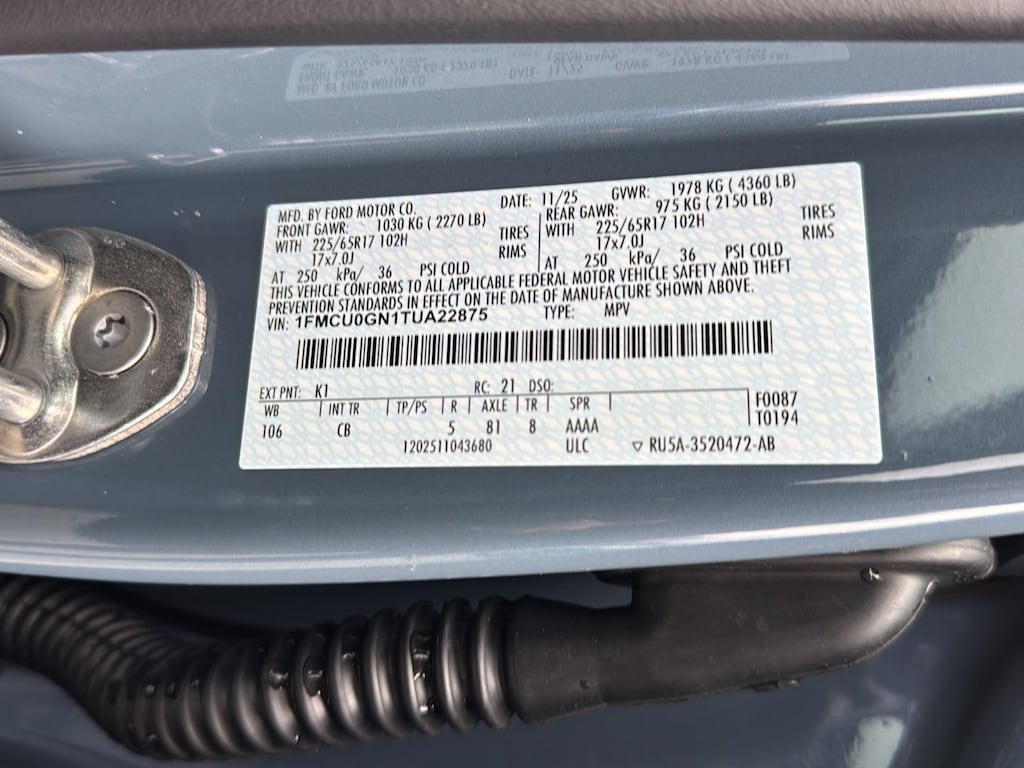 MFD. BY FORD MOTOR CO.
DATE: 11/25 GVWR: 1978 KG ( 4360 LB)
FRONT GAWR: 1030 KG ( 2270 LB)
REAR GAWR: 975 KG ( 2150 LB)
WITH 225/65R17 102H TIRES
WITH 225/65R17 102H TIRES
17x7.0J RIMS
17x7.0J RIMS
AT 250 kPa/ 36 PSI COLD
AT 250 kPa/ 36 PSI COLD
THIS VEHICLE CONFORMS TO ALL APPLICABLE FEDERAL MOTOR VEHICLE SAFETY AND THEFT
PREVENTION STANDARDS IN EFFECT ON THE DATE OF MANUFACTURE SHOWN ABOVE.
VIN: 1FMCU0GN1TUA22875 TYPE: MPV
EXT PNT: K1 RC: 21 DSO:
WB INT TR TP/PS R AXLE TR SPR
106 CB 5 81 8 AAAA
F0087
T0194
1202511043680 ULC ▽ RU5A-3520472-AB